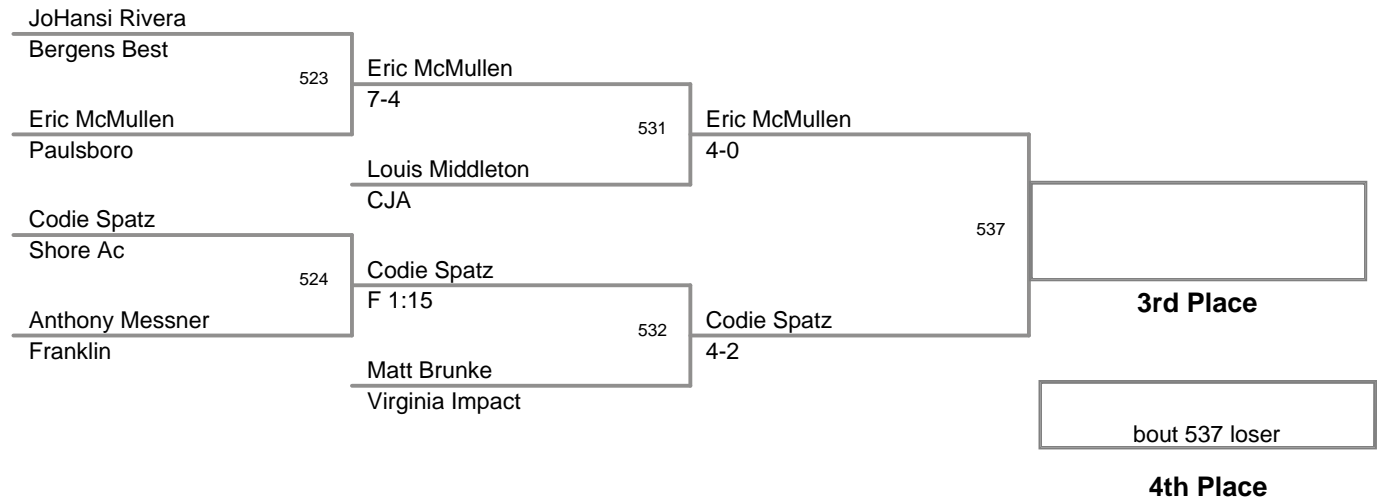 JoHansi Rivera
Bergens Best
523
Eric McMullen
7-4
Eric McMullen
Paulsboro
531
Eric McMullen
4-0
Louis Middleton
CJA
Codie Spatz
Shore Ac
537
524
Codie Spatz
F 1:15
3rd Place
Anthony Messner
Franklin
532
Codie Spatz
4-2
Matt Brunke
Virginia Impact
bout 537 loser
4th Place